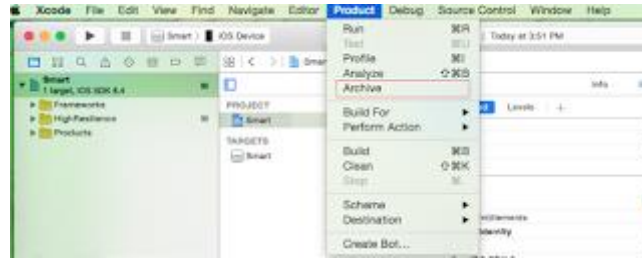 Xcode File Edit View Find Navigate Editor Product Debug Source Control Window Help
Smart iOS Device
Today at 3:51 PM
Run ⌘R
Test ⌘U
Profile ⌘I
Analyze ⇧⌘B
Archive
Build For
Perform Action
Build ⌘B
Clean ⇧⌘K
Stop ⌘.
Scheme
Destination
Create Bot...
Smart
1 target, iOS SDK 8.4
Frameworks
HighResilience
Products
PROJECT
Smart
TARGETS
Smart
Info
Levels +